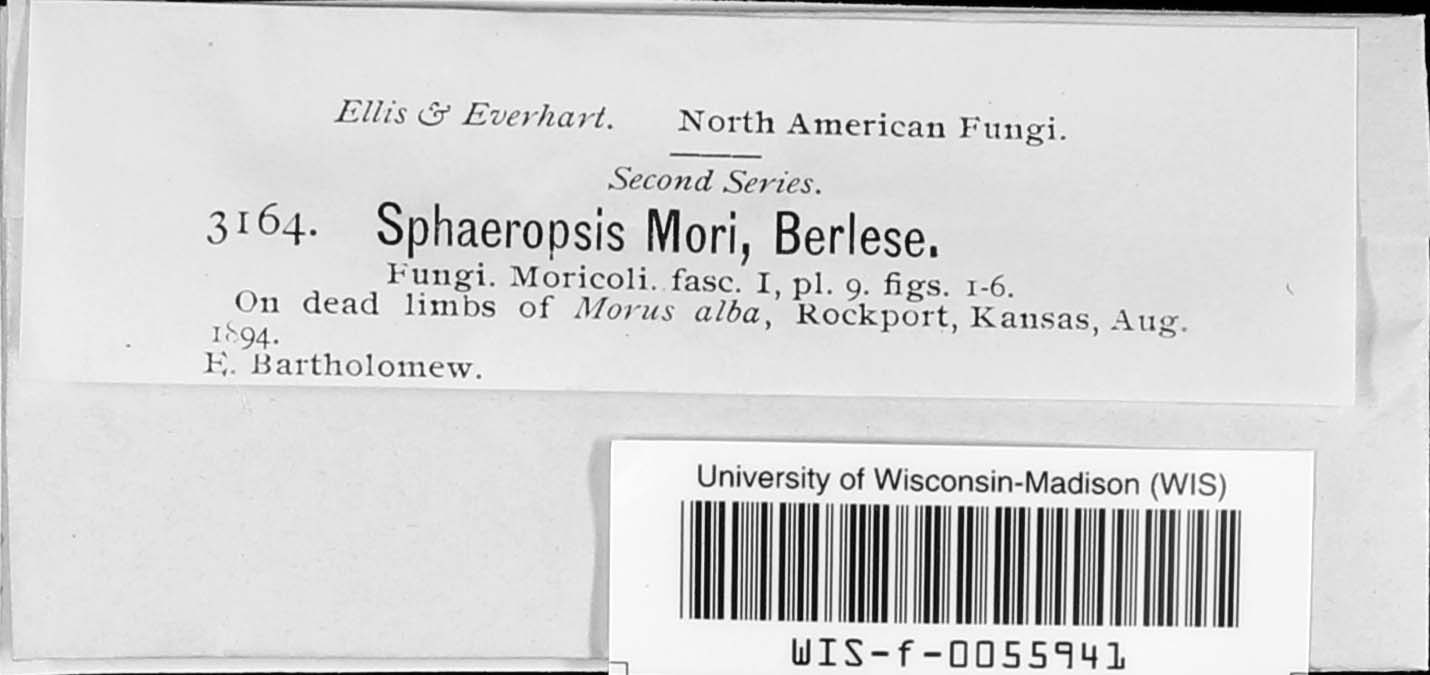 Ellis & Everhart. North American Fungi.
Second Series.
3164. Sphaeropsis Mori, Berlese.
Fungi. Moricoli. fasc. I, pl. 9. figs. 1-6.
On dead limbs of Morus alba, Rockport, Kansas, Aug.
1894.
E. Bartholomew.
University of Wisconsin-Madison (WIS)
WIS-f-0055941